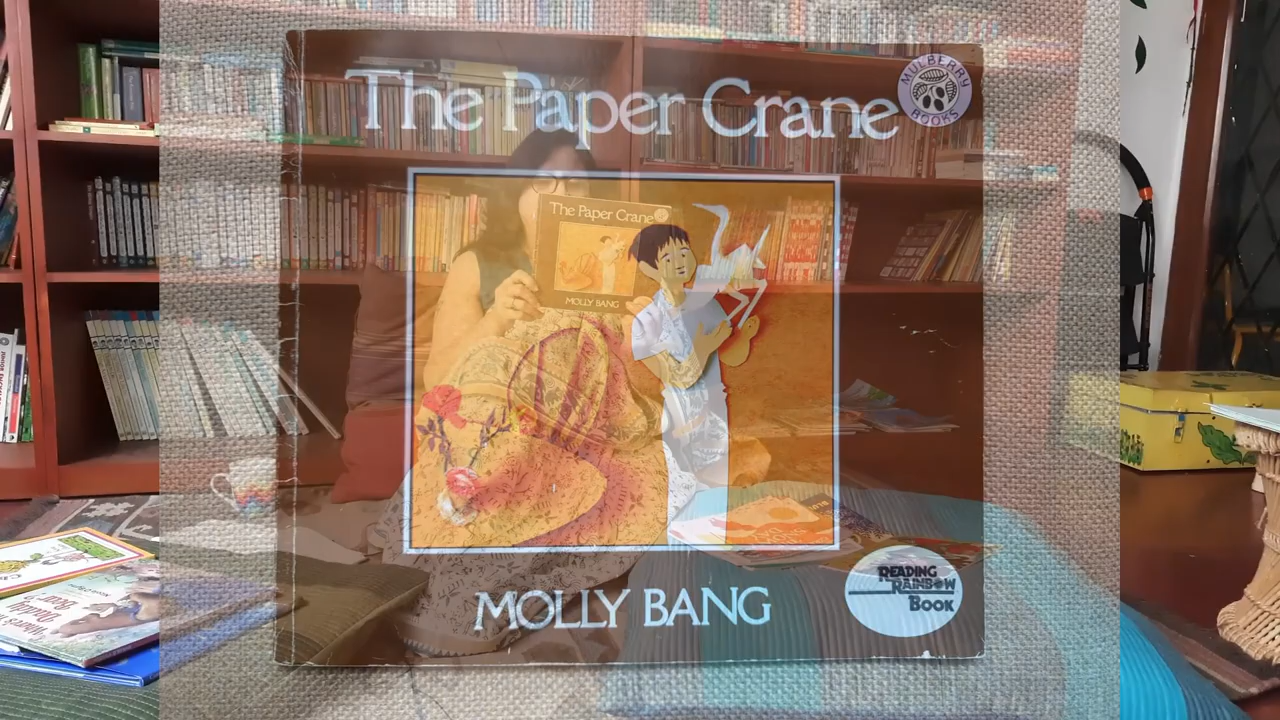 The Paper Crane
MULBERRY
BOOKS
The Paper Crane
MOLLY BANG
READING
RAINBOW
BOOK
MOLLY BANG